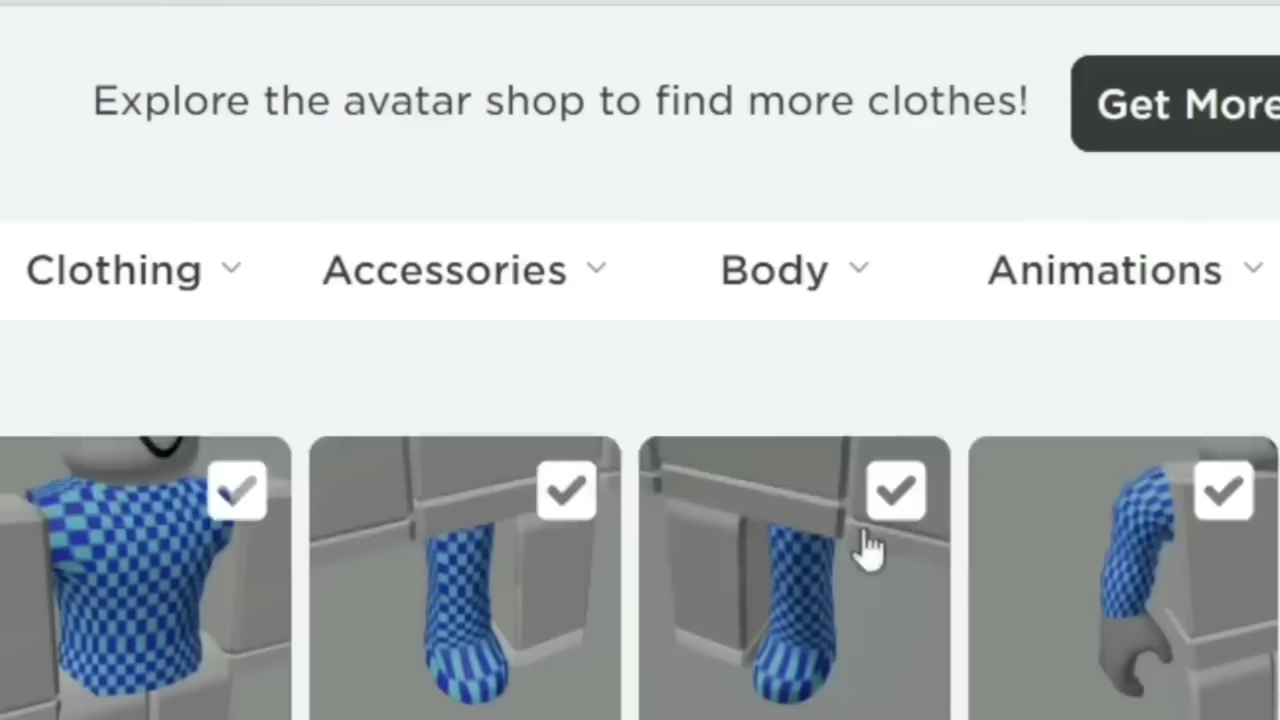 Explore the avatar shop to find more clothes!
Get More
Clothing
Accessories
Body
Animations